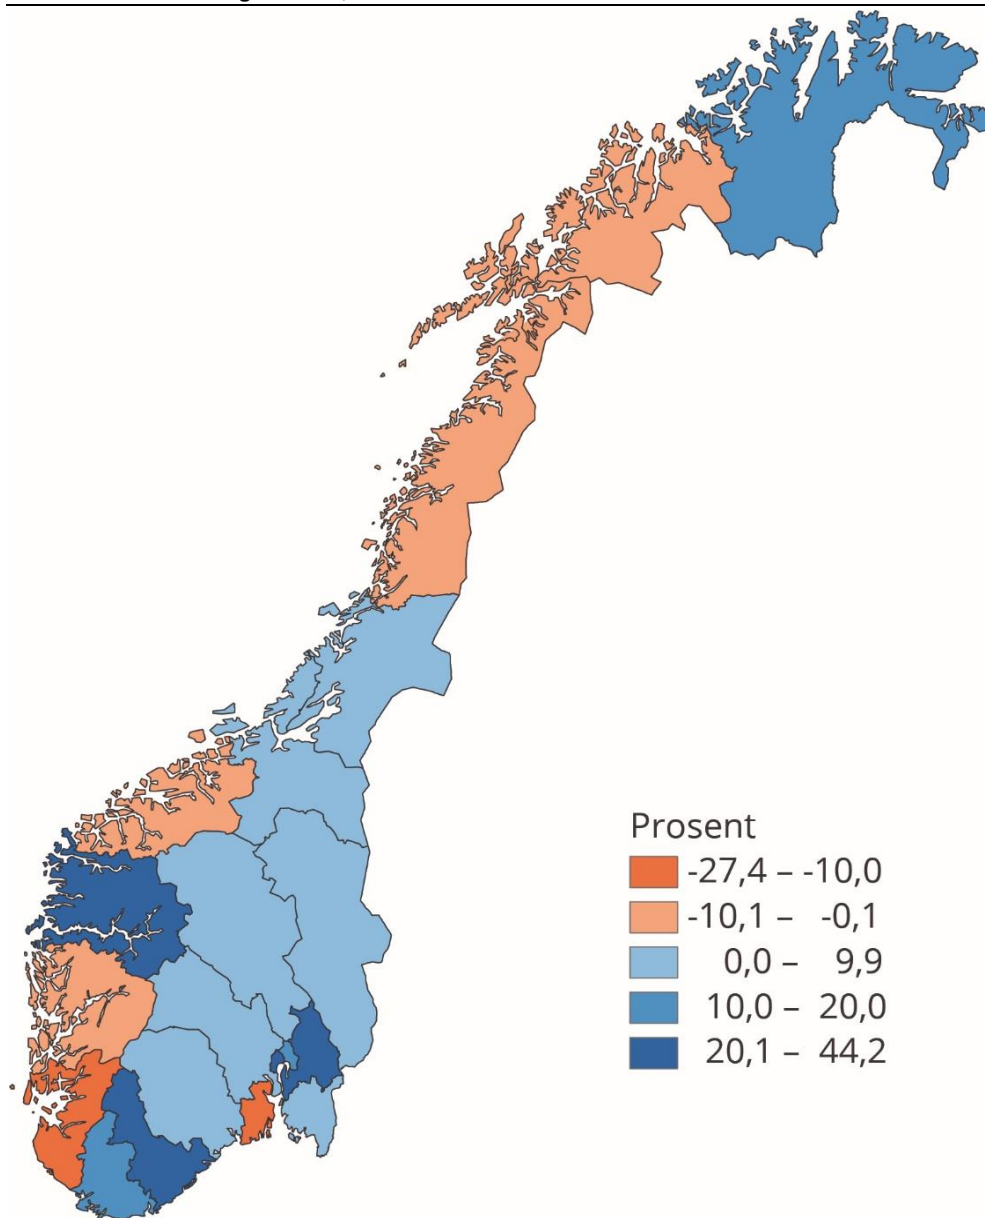 Prosent
-27,4 – -10,0
-10,1 – -0,1
0,0 – 9,9
10,0 – 20,0
20,1 – 44,2